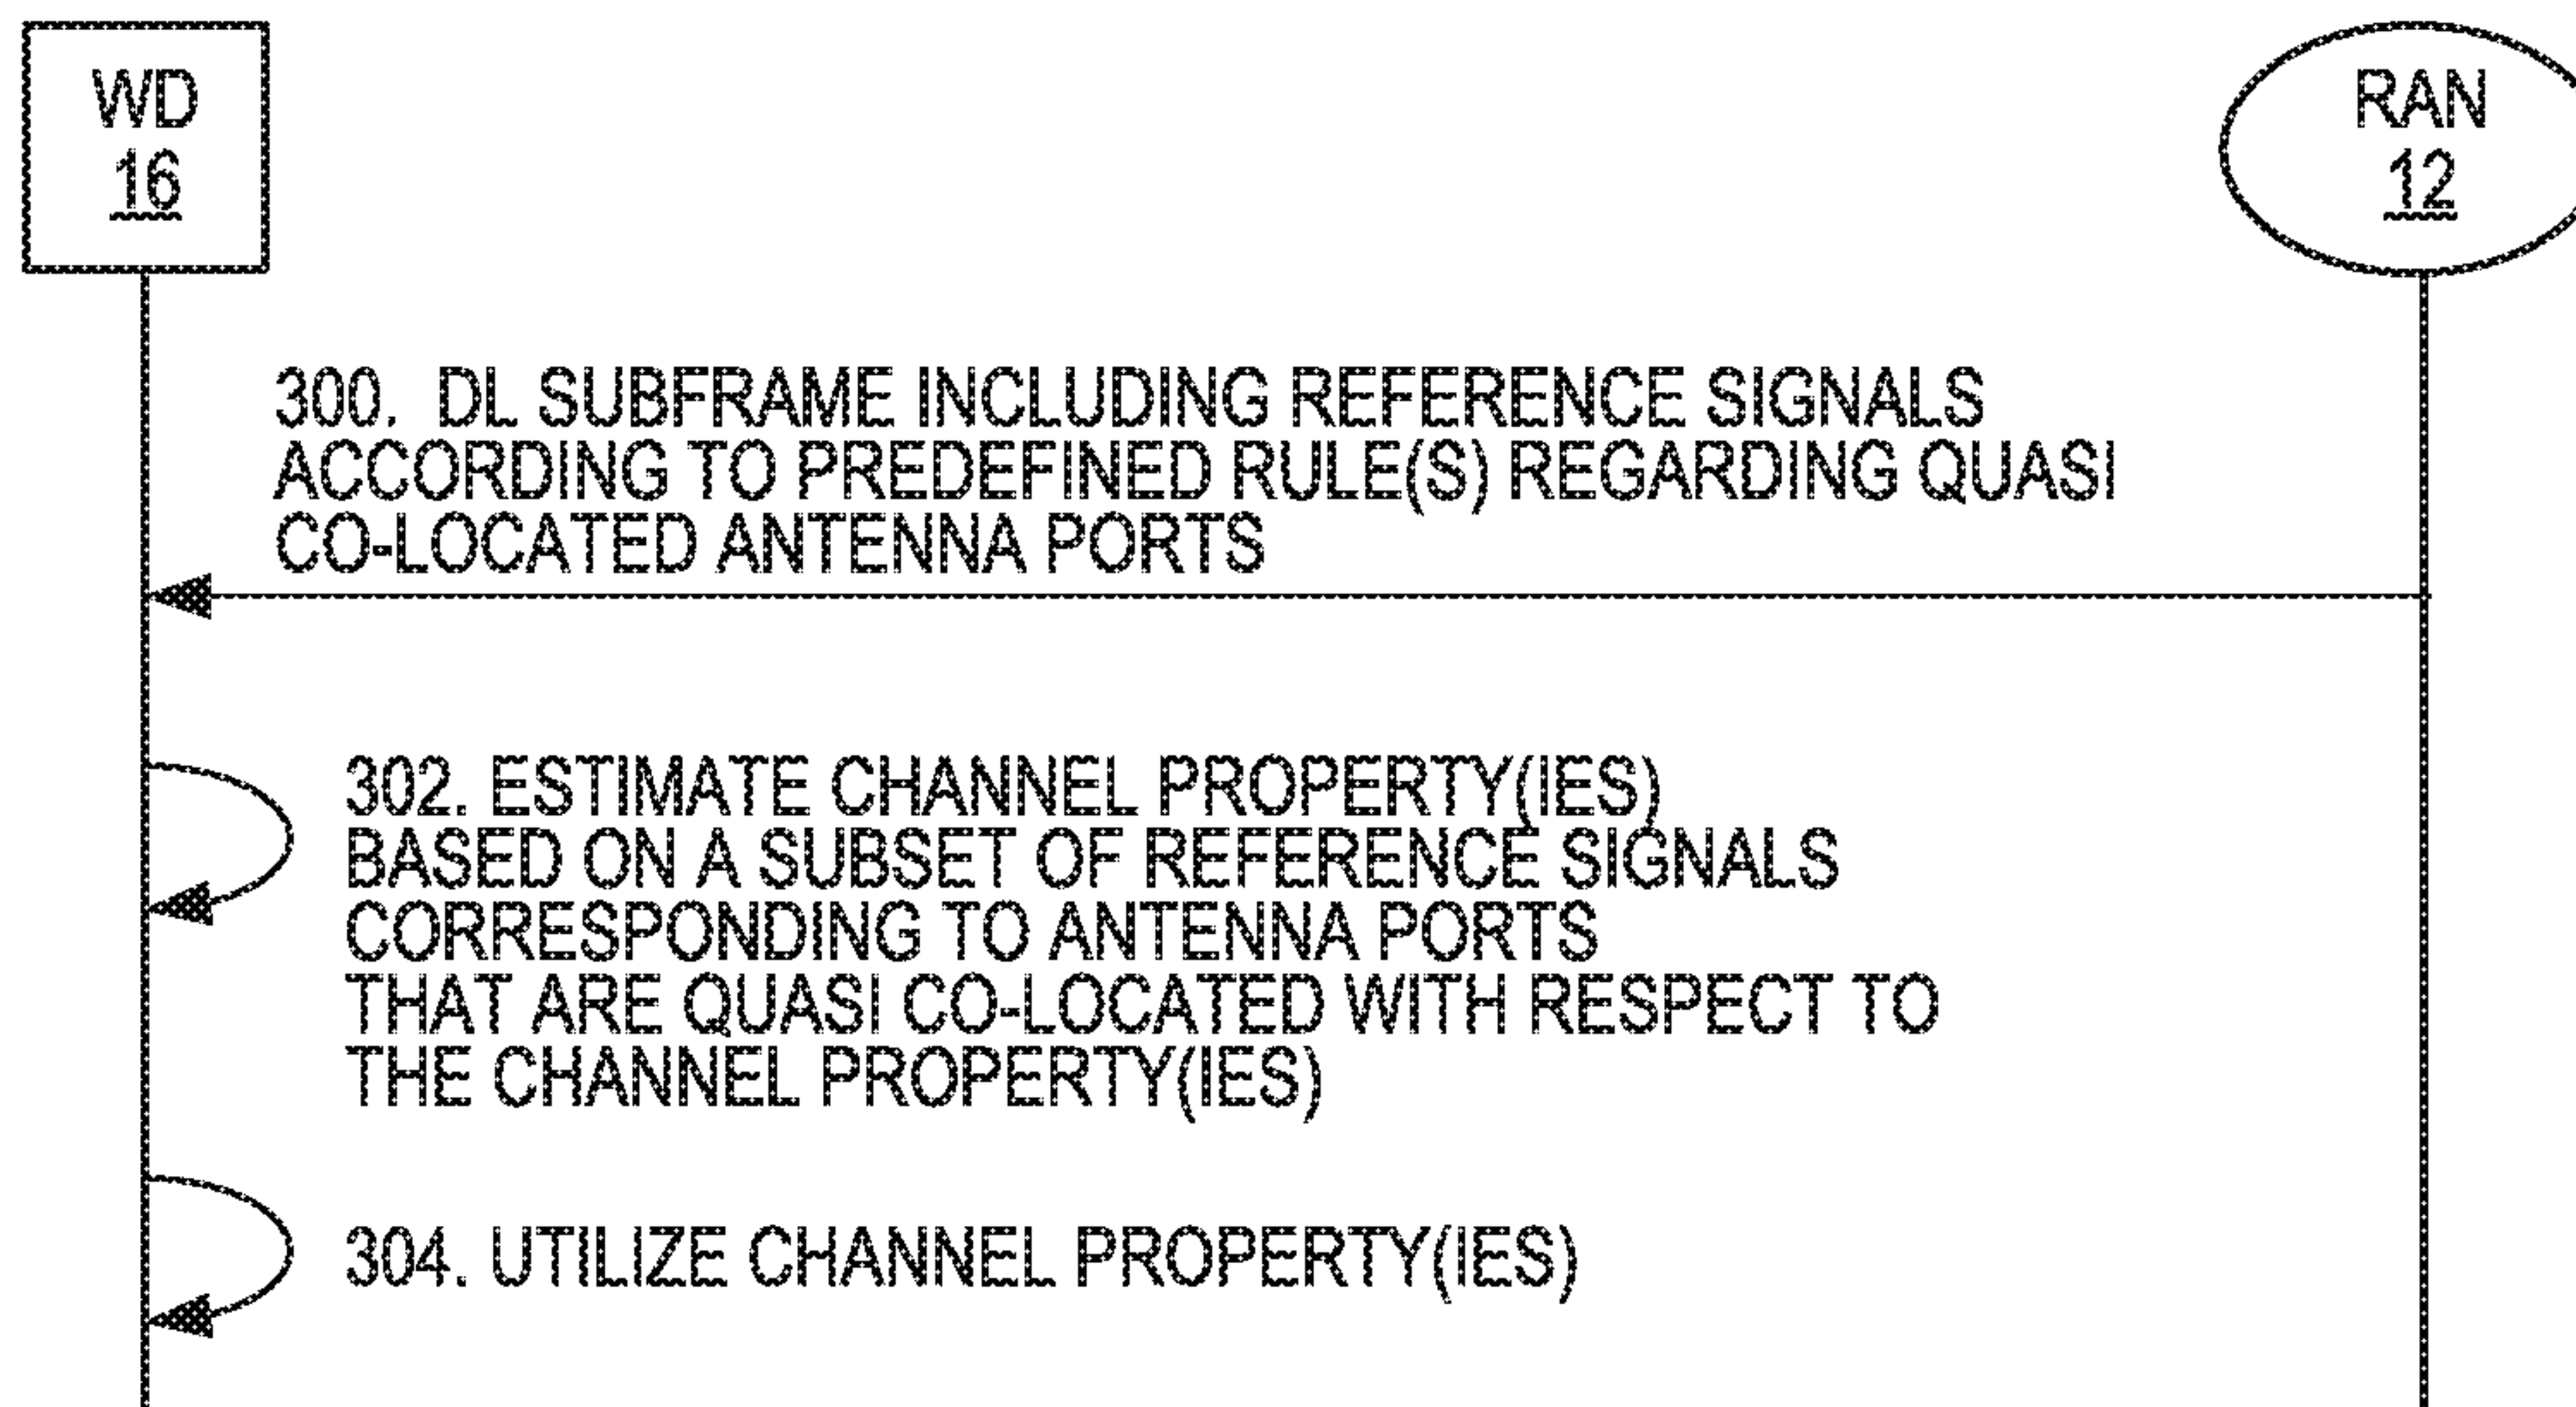 WD
16
RAN
12
300. DL SUBFRAME INCLUDING REFERENCE SIGNALS
ACCORDING TO PREDEFINED RULE(S) REGARDING QUASI
CO-LOCATED ANTENNA PORTS
302. ESTIMATE CHANNEL PROPERTY(IES)
BASED ON A SUBSET OF REFERENCE SIGNALS
CORRESPONDING TO ANTENNA PORTS
THAT ARE QUASI CO-LOCATED WITH RESPECT TO
THE CHANNEL PROPERTY(IES)
304. UTILIZE CHANNEL PROPERTY(IES)